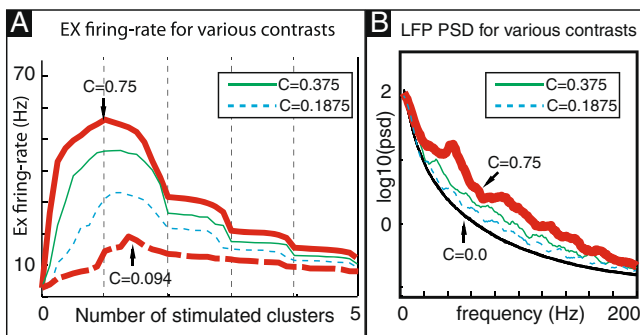 A
EX firing-rate for various contrasts
70
10
Ex firing-rate (Hz)
C=0.75
C=0.375
C=0.1875
C=0.094
0
5
Number of stimulated clusters
B
LFP PSD for various contrasts
2
0
log10(psd)
C=0.375
C=0.1875
C=0.75
C=0.0
0
200
frequency (Hz)